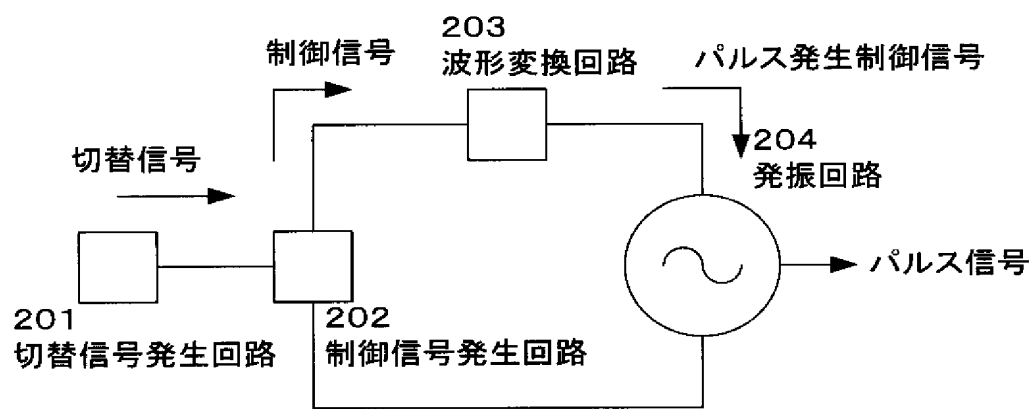 203
波形変換回路
制御信号
パルス発生制御信号
204
発振回路
切替信号
パルス信号
201
切替信号発生回路
202
制御信号発生回路